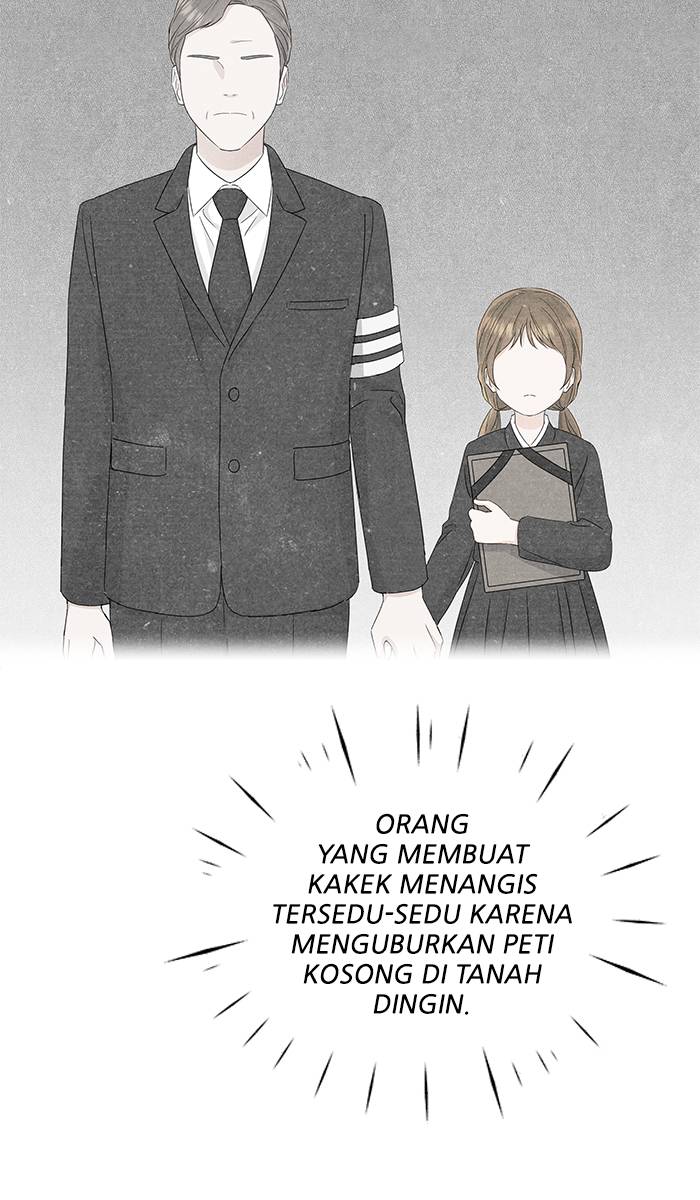 ORANG
YANG MEMBUAT
KAKEK MENANGIS
TERSEDU-SEDU KARENA
MENGUBURKAN PETI
KOSONG DI TANAH
DINGIN.